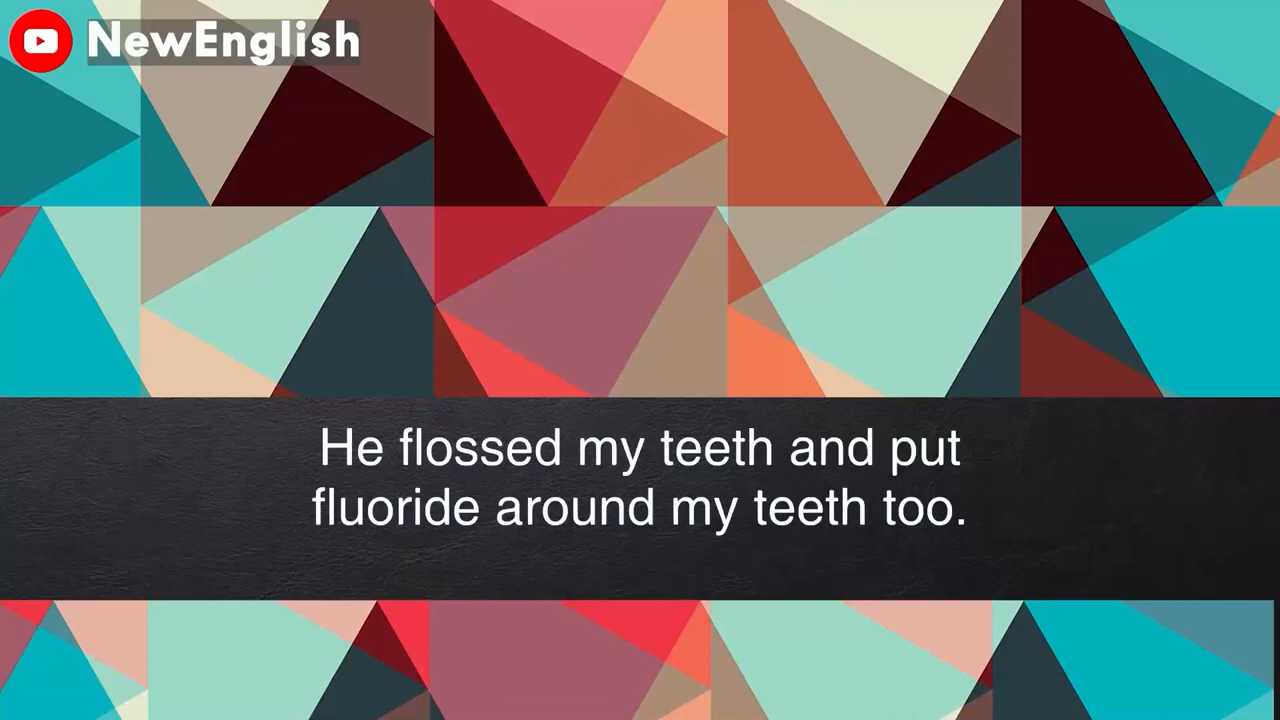 NewEnglish
He flossed my teeth and put
fluoride around my teeth too.